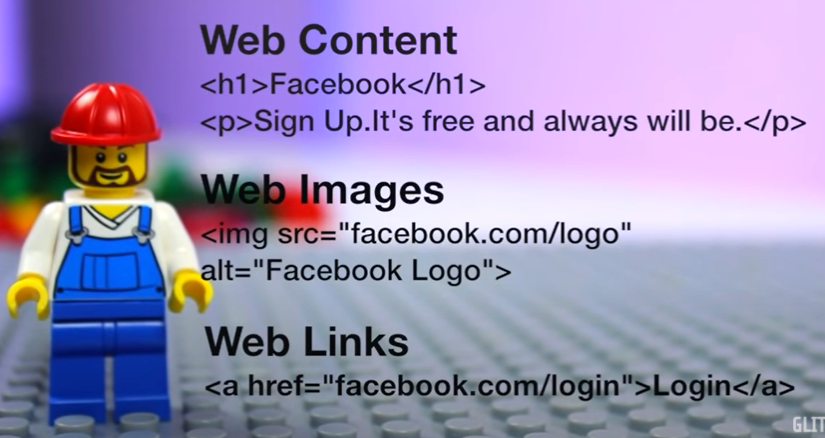 Web Content
<h1>Facebook</h1>
<p>Sign Up.It's free and always will be.</p>
Web Images
<img src="facebook.com/logo"
alt="Facebook Logo">
Web Links
<a href="facebook.com/login">Login</a>
GLIT